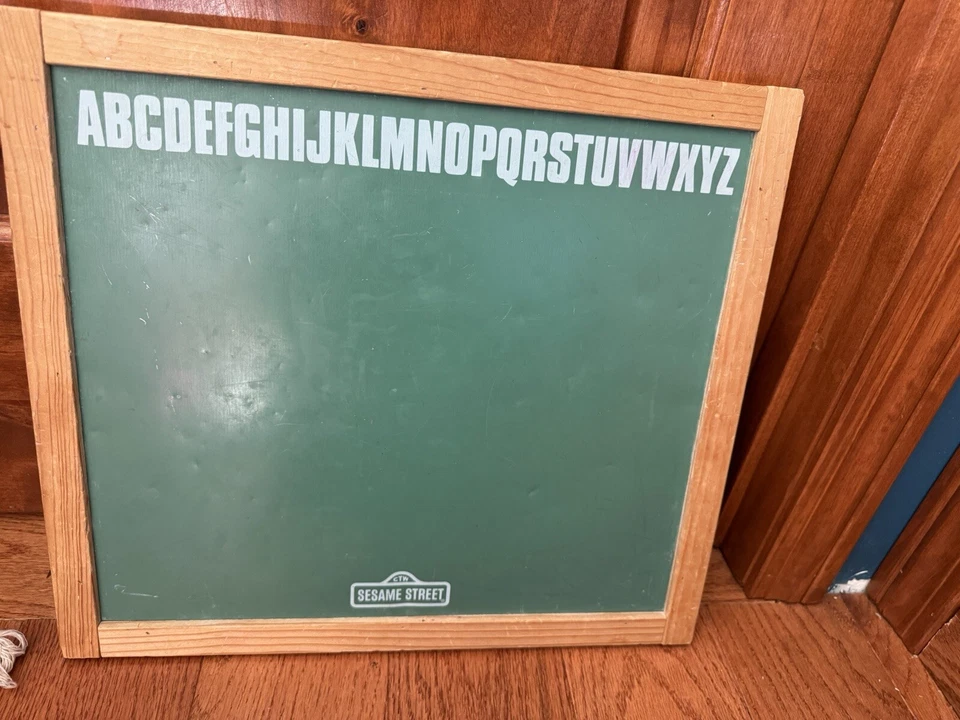 ABCDEFGHIJKLMNOPQRSTUVWXYZ
CTW
SESAME STREET